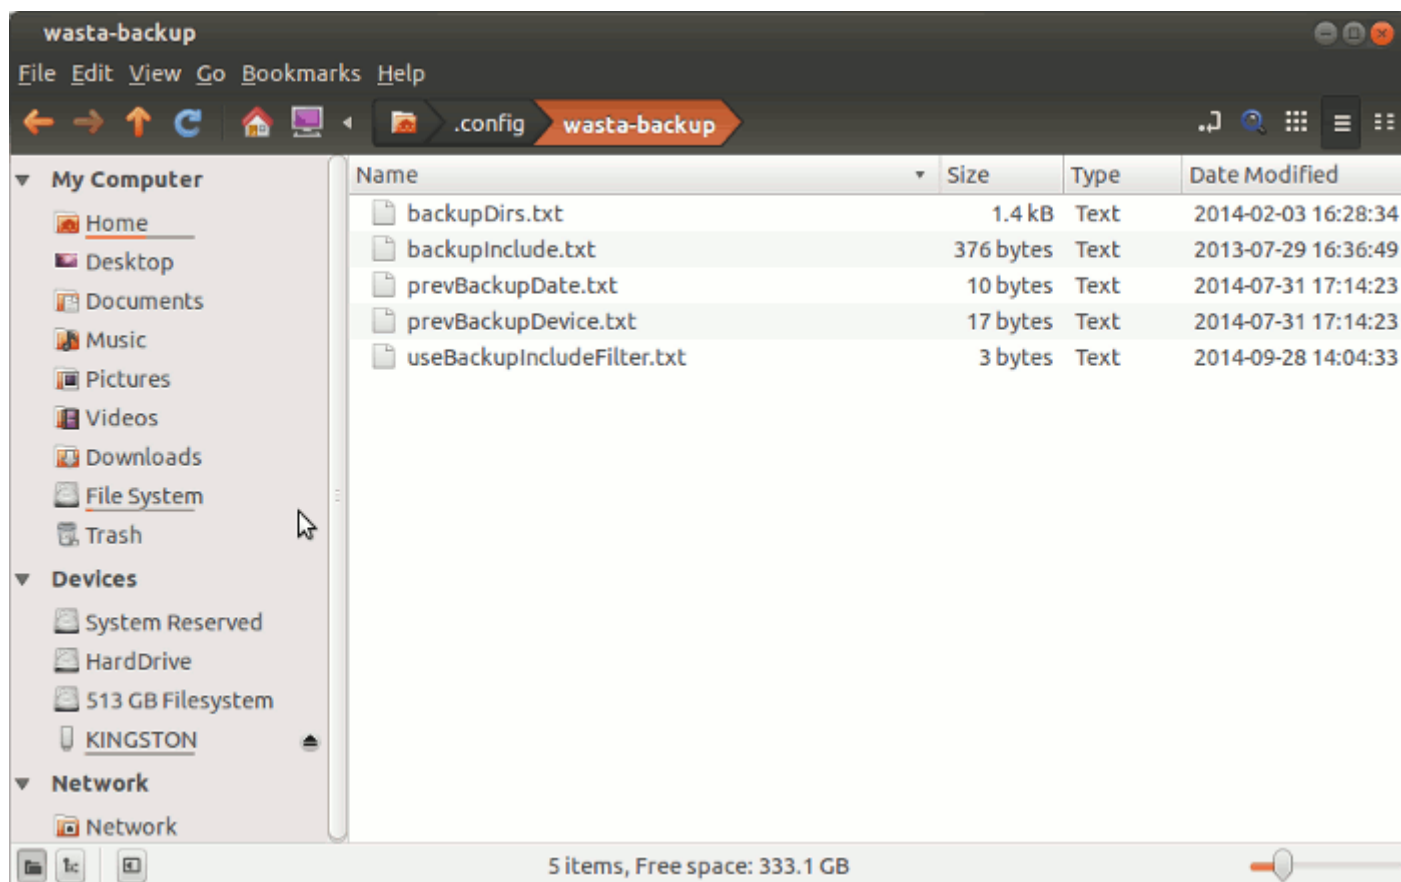 wasta-backup
File Edit View Go Bookmarks Help
.config wasta-backup
My Computer
Home
Desktop
Documents
Music
Pictures
Videos
Downloads
File System
Trash
Devices
System Reserved
HardDrive
513 GB Filesystem
KINGSTON
Network
Network
Name Size Type Date Modified
backupDirs.txt 1.4 kB Text 2014-02-03 16:28:34
backupInclude.txt 376 bytes Text 2013-07-29 16:36:49
prevBackupDate.txt 10 bytes Text 2014-07-31 17:14:23
prevBackupDevice.txt 17 bytes Text 2014-07-31 17:14:23
useBackupIncludeFilter.txt 3 bytes Text 2014-09-28 14:04:33
5 items, Free space: 333.1 GB